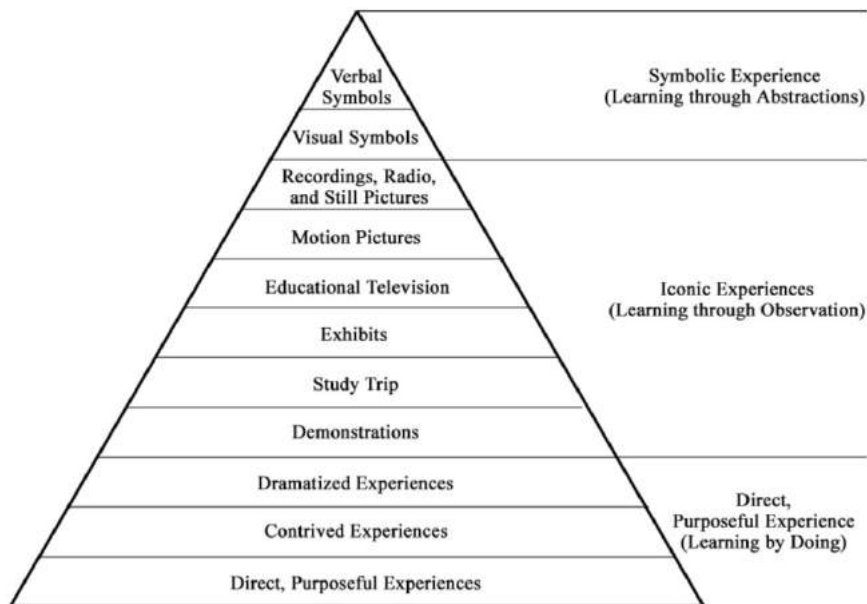 Verbal
Symbols
Symbolic Experience
(Learning through Abstractions)
Visual Symbols
Recordings, Radio,
and Still Pictures
Motion Pictures
Educational Television
Iconic Experiences
(Learning through Observation)
Exhibits
Study Trip
Demonstrations
Dramatized Experiences
Direct,
Purposeful Experience
(Learning by Doing)
Contrived Experiences
Direct, Purposeful Experiences